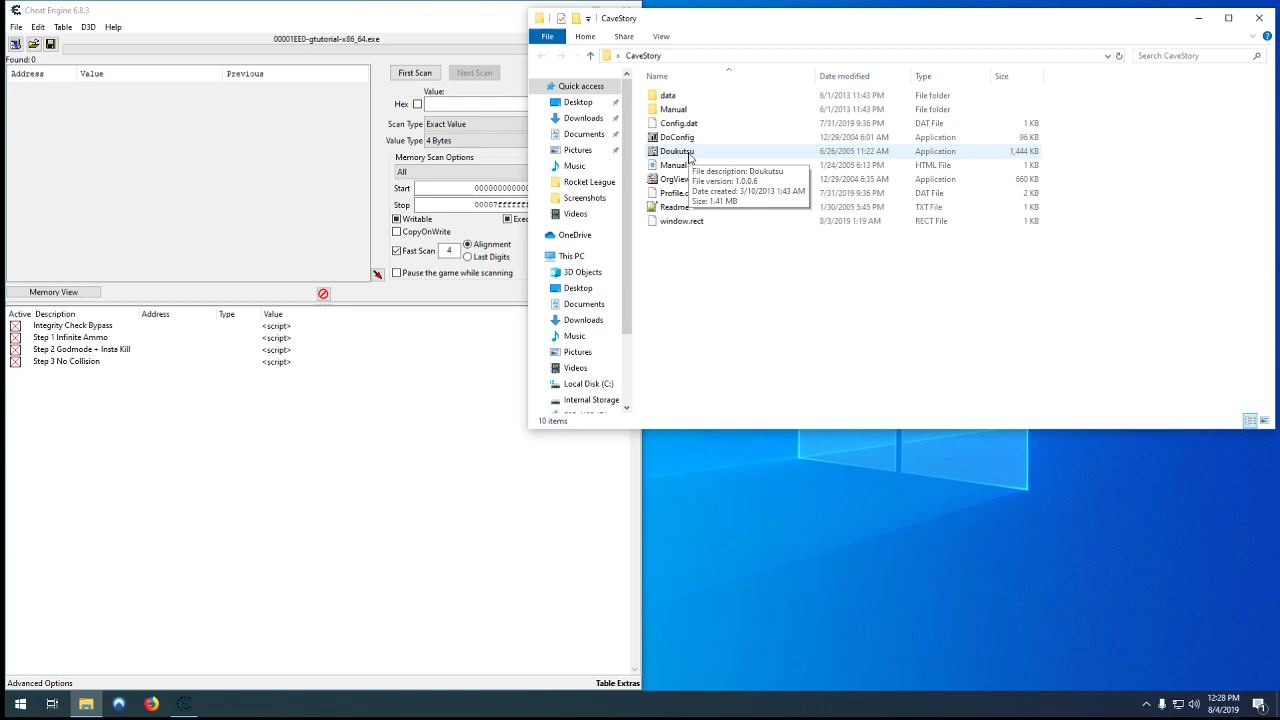 Cheat Engine 6.8.3
File Edit Table D3D Help
00001EE0-gtutorial-x86_64.exe
Found: 0
Address Value Previous
First Scan Next Scan
Value:
Hex
Scan Type Exact Value
Value Type 4 Bytes
Memory Scan Options
All
Start 000000000000
Stop 00007fffffff
Writable Exec
CopyOnWrite
Fast Scan 4 Alignment
Last Digits
Pause the game while scanning
Memory View
Active Description Address Type Value
Integrity Check Bypass <script>
Step 1 Infinite Ammo <script>
Step 2 Godmode + Insta Kill <script>
Step 3 No Collision <script>
Advanced Options Table Extras
CaveStory
File Home Share View
CaveStory
Search CaveStory
Quick access
Desktop
Downloads
Documents
Pictures
Music
Rocket League
Screenshots
Videos
OneDrive
This PC
3D Objects
Desktop
Documents
Downloads
Music
Pictures
Videos
Local Disk (C:)
Internal Storage
Name Date modified Type Size
data 6/1/2013 11:43 PM File folder
Manual 6/1/2013 11:43 PM File folder
Config.dat 7/31/2019 9:36 PM DAT File 1 KB
DoConfig 12/29/2004 6:01 AM Application 96 KB
Doukutsu 6/26/2005 11:22 AM Application 1,444 KB
Manual 1/24/2005 6:13 PM HTML File 1 KB
OrgView 12/29/2004 6:35 AM Application 660 KB
Profile.d 7/31/2019 9:36 PM DAT File 2 KB
Readme 1/30/2005 5:45 PM TXT File 1 KB
window.rect 8/3/2019 1:19 AM RECT File 1 KB
File description: Doukutsu
File version: 1.0.0.6
Date created: 3/10/2013 1:43 AM
Size: 1.41 MB
10 items
12:28 PM
8/4/2019
1